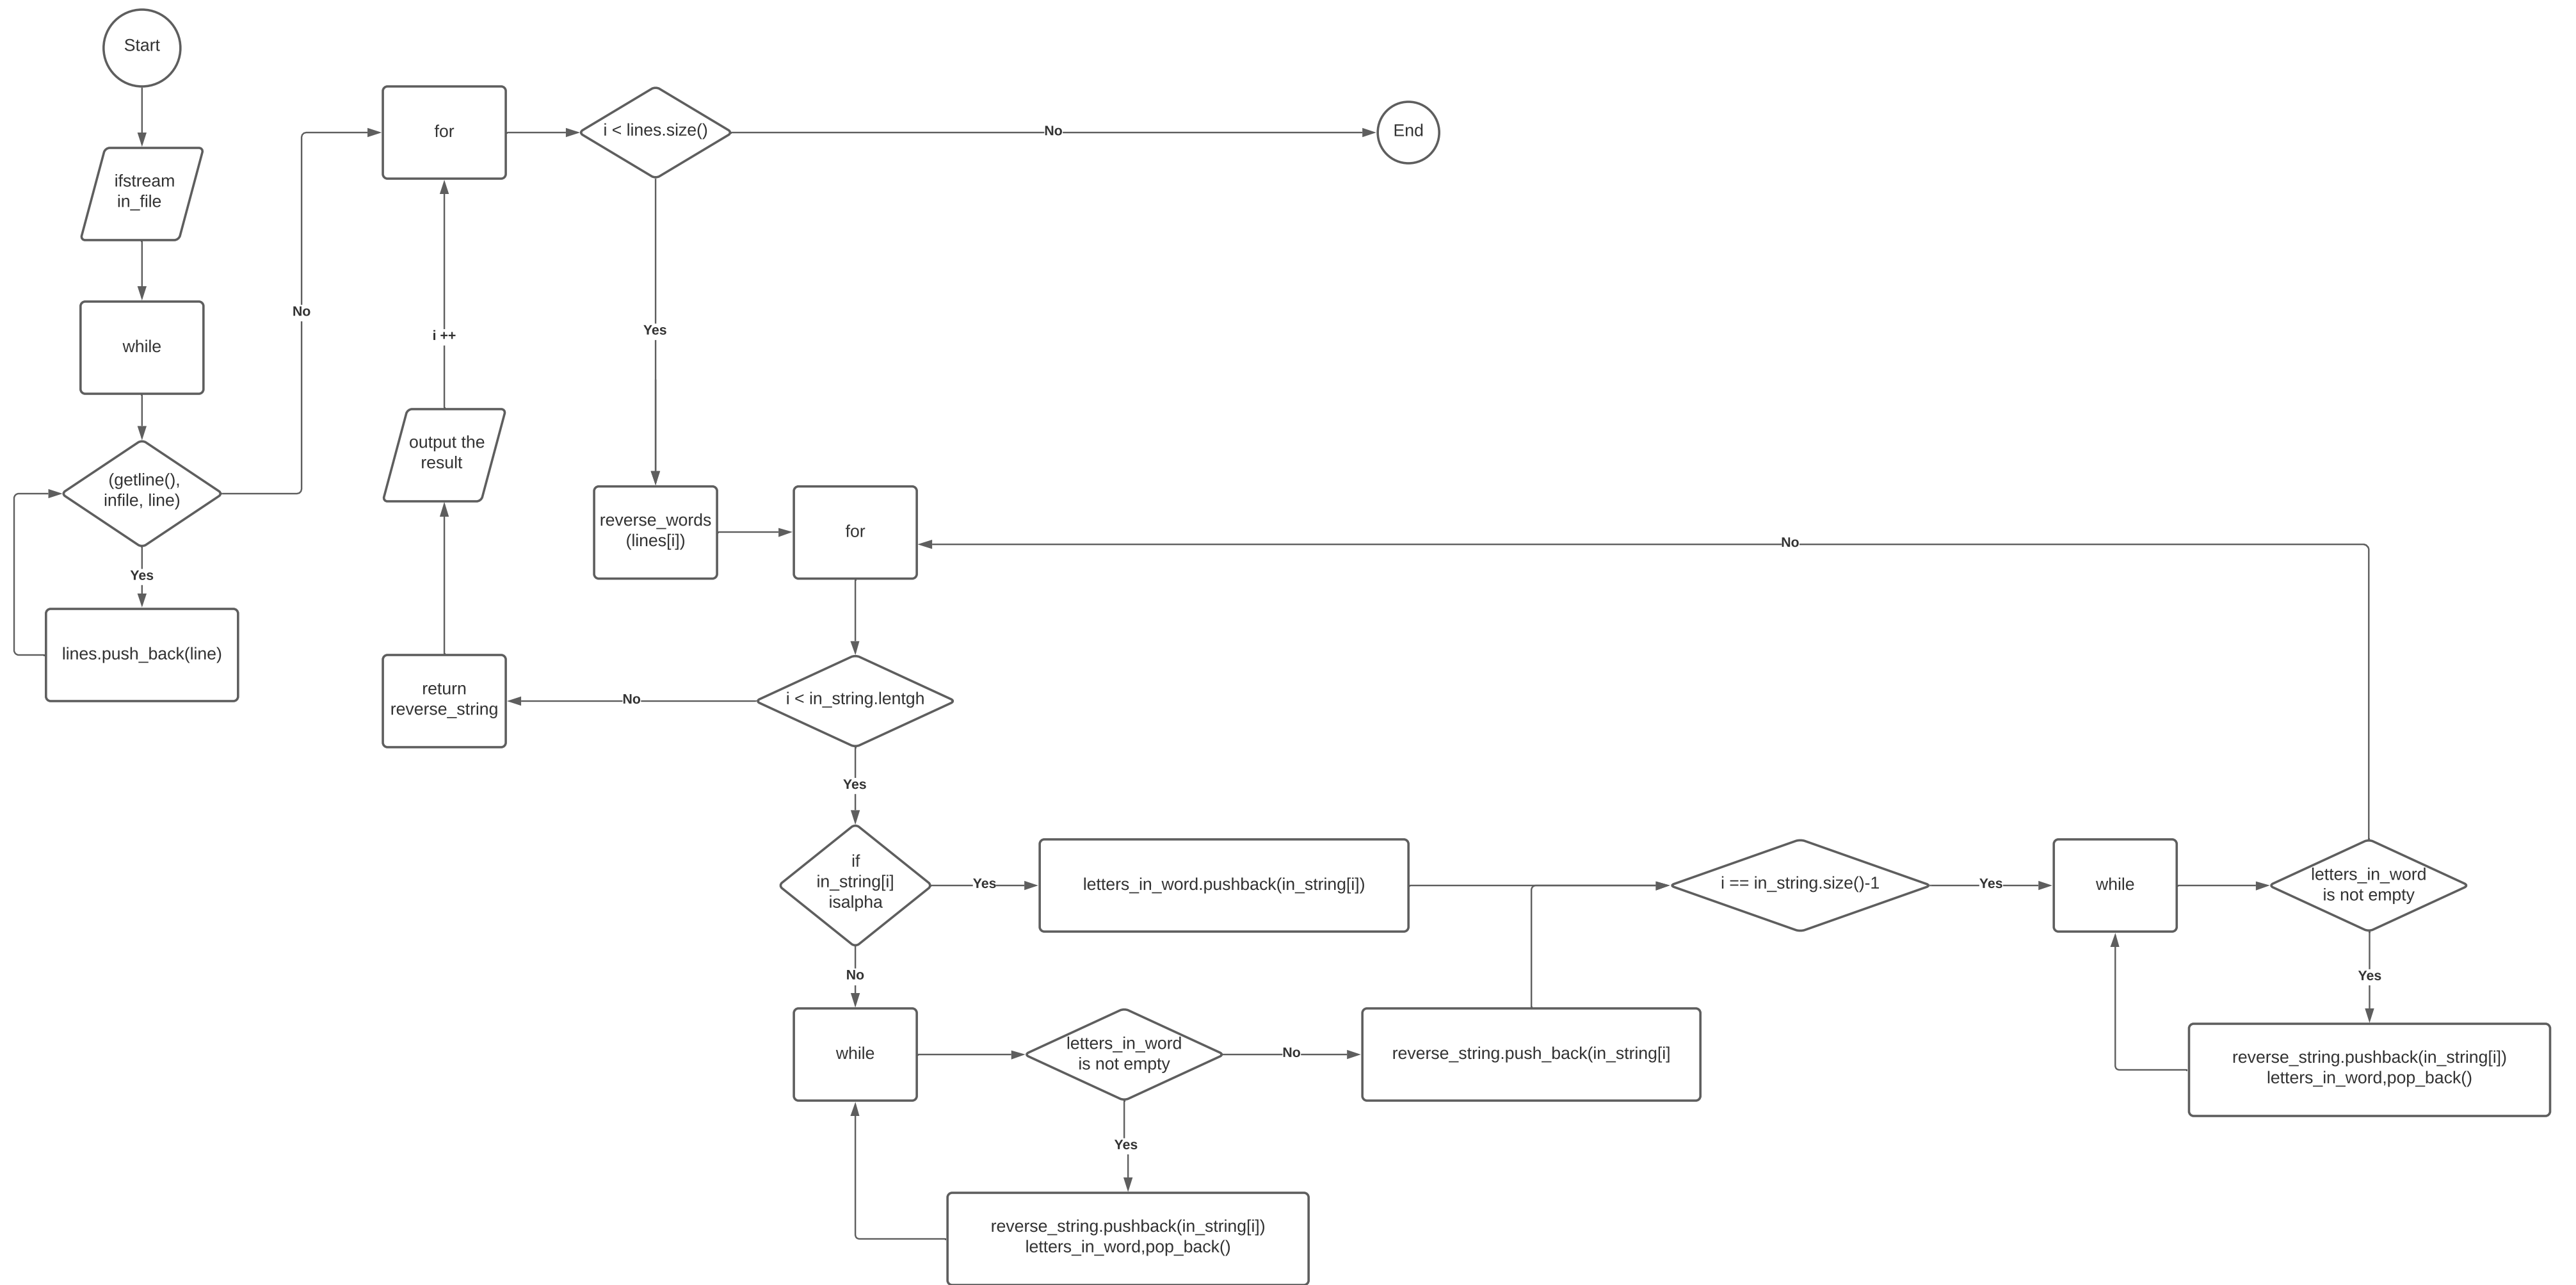 Start
ifstream
in_file
while
(getline(),
infile, line)
Yes
lines.push_back(line)
No
for
i ++
output the
result
return
reverse_string
i < lines.size()
No
End
Yes
reverse_words
(lines[i])
for
No
i < in_string.lentgh
No
Yes
if
in_string[i]
isalpha
Yes
letters_in_word.pushback(in_string[i])
i == in_string.size()-1
Yes
while
letters_in_word
is not empty
Yes
reverse_string.pushback(in_string[i])
letters_in_word,pop_back()
No
while
letters_in_word
is not empty
No
reverse_string.push_back(in_string[i]
Yes
reverse_string.pushback(in_string[i])
letters_in_word,pop_back()